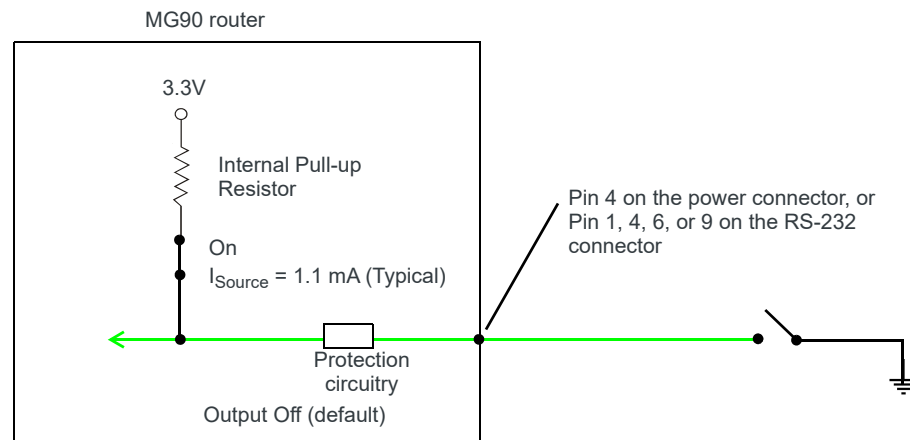 MG90 router
3.3V
Internal Pull-up
Resistor
Pin 4 on the power connector, or
Pin 1, 4, 6, or 9 on the RS-232
connector
On
ISource = 1.1 mA (Typical)
Protection
circuitry
Output Off (default)